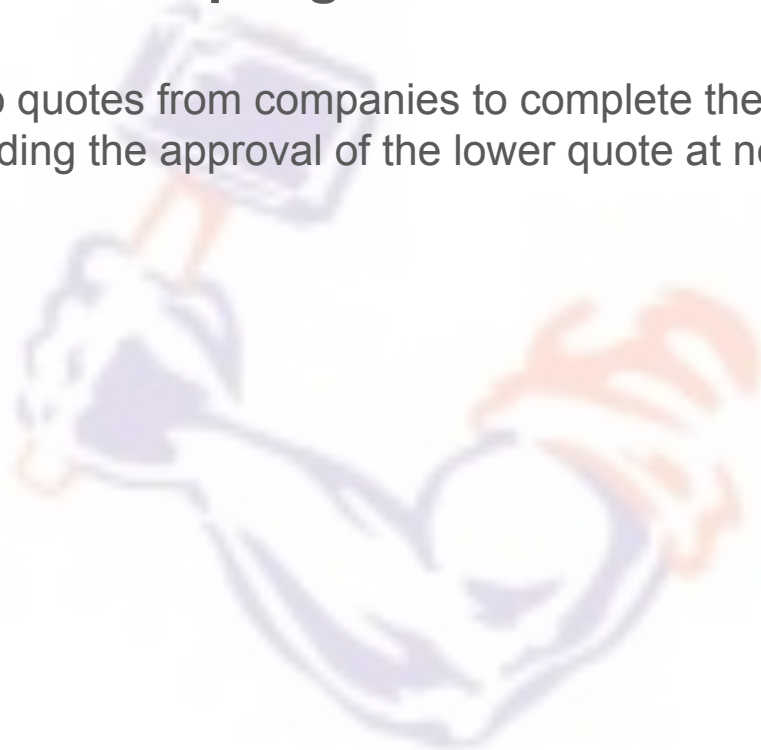 o quotes from companies to complete the
ding the approval of the lower quote at